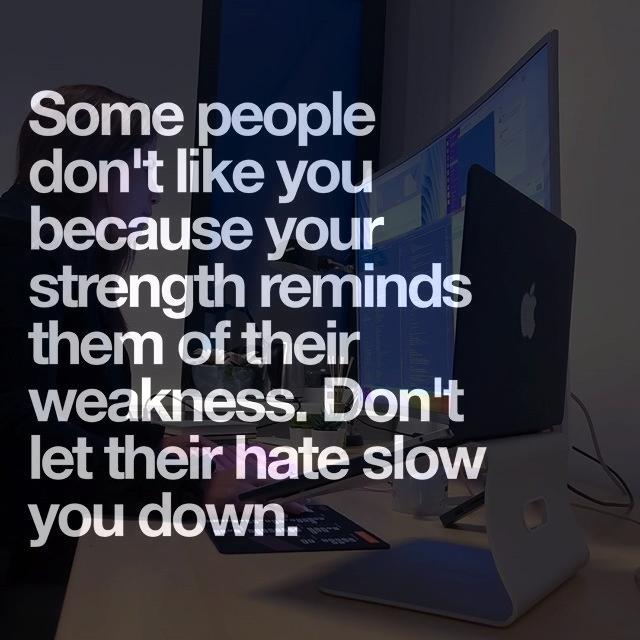 Some people
don't like you
because your
strength reminds
them of their
weakness. Don't
let their hate slow
you down.